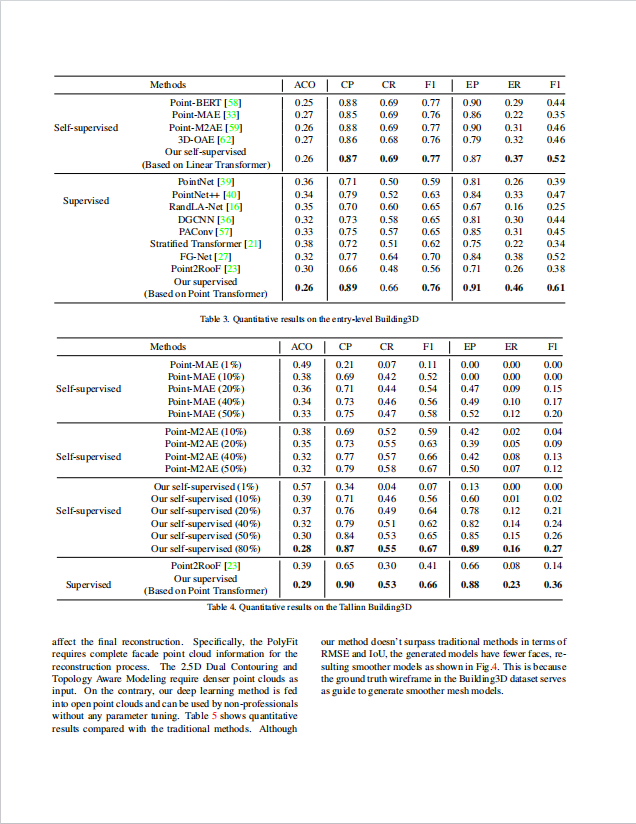 Methods ACO CP CR F1 EP ER F1
Point-BERT [58] 0.25 0.88 0.69 0.77 0.90 0.29 0.44
Point-MAE [33] 0.27 0.85 0.69 0.76 0.86 0.22 0.35
Self-supervised Point-M2AE [59] 0.26 0.88 0.69 0.77 0.90 0.31 0.46
3D-OAE [62] 0.27 0.86 0.68 0.76 0.79 0.32 0.46
Our self-supervised
(Based on Linear Transformer) 0.26 0.87 0.69 0.77 0.87 0.37 0.52
PointNet [39] 0.36 0.71 0.50 0.59 0.81 0.26 0.39
Supervised PointNet++ [40] 0.34 0.79 0.52 0.63 0.84 0.33 0.47
RandLA-Net [16] 0.35 0.70 0.60 0.65 0.67 0.16 0.25
DGCNN [36] 0.32 0.73 0.58 0.65 0.81 0.30 0.44
PAConv [57] 0.33 0.75 0.57 0.65 0.85 0.31 0.45
Stratified Transformer [21] 0.38 0.72 0.51 0.62 0.75 0.22 0.34
FG-Net [27] 0.32 0.77 0.64 0.70 0.84 0.38 0.52
Point2RooF [23] 0.30 0.66 0.48 0.56 0.71 0.26 0.38
Our supervised
(Based on Point Transformer) 0.26 0.89 0.66 0.76 0.91 0.46 0.61
Table 3. Quantitative results on the entry-level Building3D
Methods ACO CP CR F1 EP ER F1
Point-MAE (1%) 0.49 0.21 0.07 0.11 0.00 0.00 0.00
Point-MAE (10%) 0.38 0.69 0.42 0.52 0.00 0.00 0.00
Self-supervised Point-MAE (20%) 0.36 0.71 0.44 0.54 0.47 0.09 0.15
Point-MAE (40%) 0.34 0.73 0.46 0.56 0.49 0.10 0.17
Point-MAE (50%) 0.33 0.75 0.47 0.58 0.52 0.12 0.20
Point-M2AE (10%) 0.38 0.69 0.52 0.59 0.42 0.02 0.04
Point-M2AE (20%) 0.35 0.73 0.55 0.63 0.39 0.05 0.09
Self-supervised Point-M2AE (40%) 0.32 0.77 0.57 0.66 0.42 0.08 0.13
Point-M2AE (50%) 0.32 0.79 0.58 0.67 0.50 0.07 0.12
Our self-supervised (1%) 0.57 0.34 0.04 0.07 0.13 0.00 0.00
Our self-supervised (10%) 0.39 0.71 0.46 0.56 0.60 0.01 0.02
Self-supervised Our self-supervised (20%) 0.37 0.76 0.49 0.64 0.78 0.12 0.21
Our self-supervised (40%) 0.32 0.79 0.51 0.62 0.82 0.14 0.24
Our self-supervised (50%) 0.30 0.84 0.53 0.65 0.85 0.15 0.26
Our self-supervised (80%) 0.28 0.87 0.55 0.67 0.89 0.16 0.27
Point2RooF [23] 0.39 0.65 0.30 0.41 0.66 0.08 0.14
Supervised Our supervised
(Based on Point Transformer) 0.29 0.90 0.53 0.66 0.88 0.23 0.36
Table 4. Quantitative results on the Tallinn Building3D
affect the final reconstruction. Specifically, the PolyFit
requires complete facade point cloud information for the
reconstruction process. The 2.5D Dual Contouring and
Topology Aware Modeling require denser point clouds as
input. On the contrary, our deep learning method is fed
into open point clouds and can be used by non-professionals
without any parameter tuning. Table 5 shows quantitative
results compared with the traditional methods. Although
our method doesn't surpass traditional methods in terms of
RMSE and IoU, the generated models have fewer faces, re-
sulting smoother models as shown in Fig.4. This is because
the ground truth wireframe in the Building3D dataset serves
as guide to generate smoother mesh models.